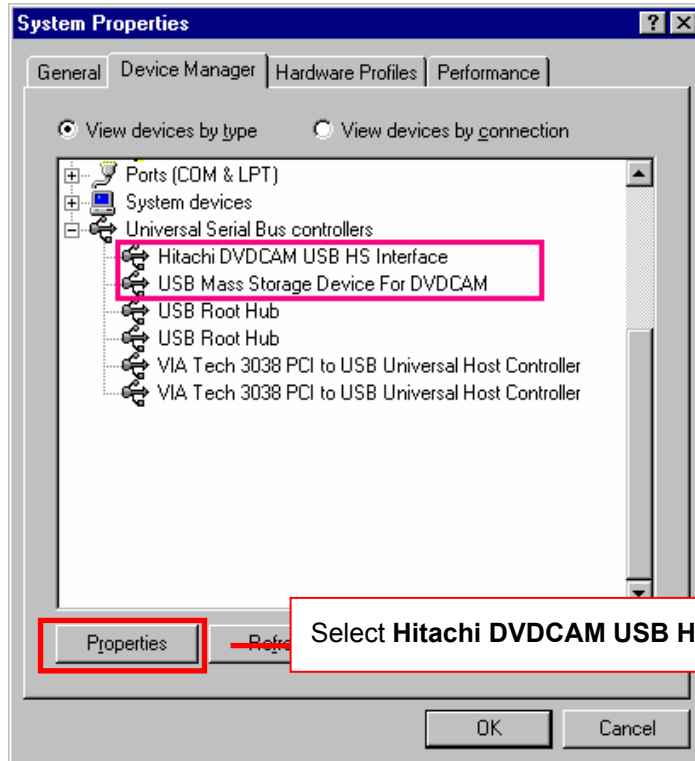 System Properties
General Device Manager Hardware Profiles Performance
View devices by type View devices by connection
Ports (COM & LPT)
System devices
Universal Serial Bus controllers
Hitachi DVDCAM USB HS Interface
USB Mass Storage Device For DVDCAM
USB Root Hub
USB Root Hub
VIA Tech 3038 PCI to USB Universal Host Controller
VIA Tech 3038 PCI to USB Universal Host Controller
Select Hitachi DVDCAM USB H
Properties
OK Cancel